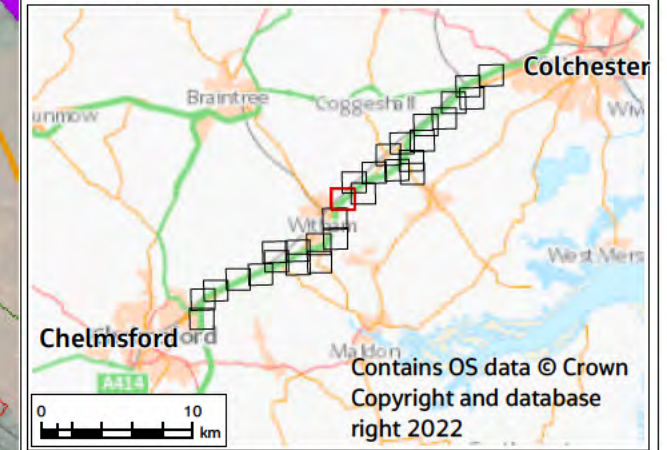 Colchester
Braintree
Coggeshall
unmow
Witham
West Mers
Chelmsford
Maldon
A414
Contains OS data © Crown
Copyright and database
right 2022
0 10
km